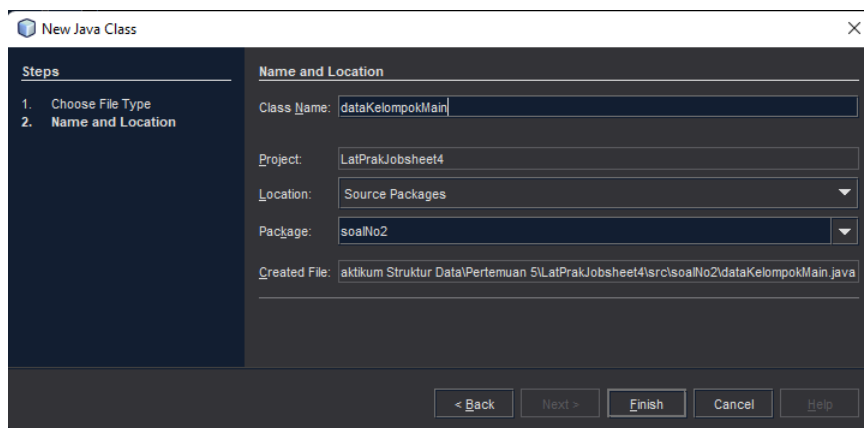 New Java Class
Steps
1. Choose File Type
2. Name and Location
Name and Location
Class Name: dataKelompokMain
Project: LatPrakJobsheet4
Location: Source Packages
Package: soalNo2
Created File: aktikum Struktur Data\Pertemuan 5\LatPrakJobsheet4\src\soalNo2\dataKelompokMain.java
< Back Next > Finish Cancel Help